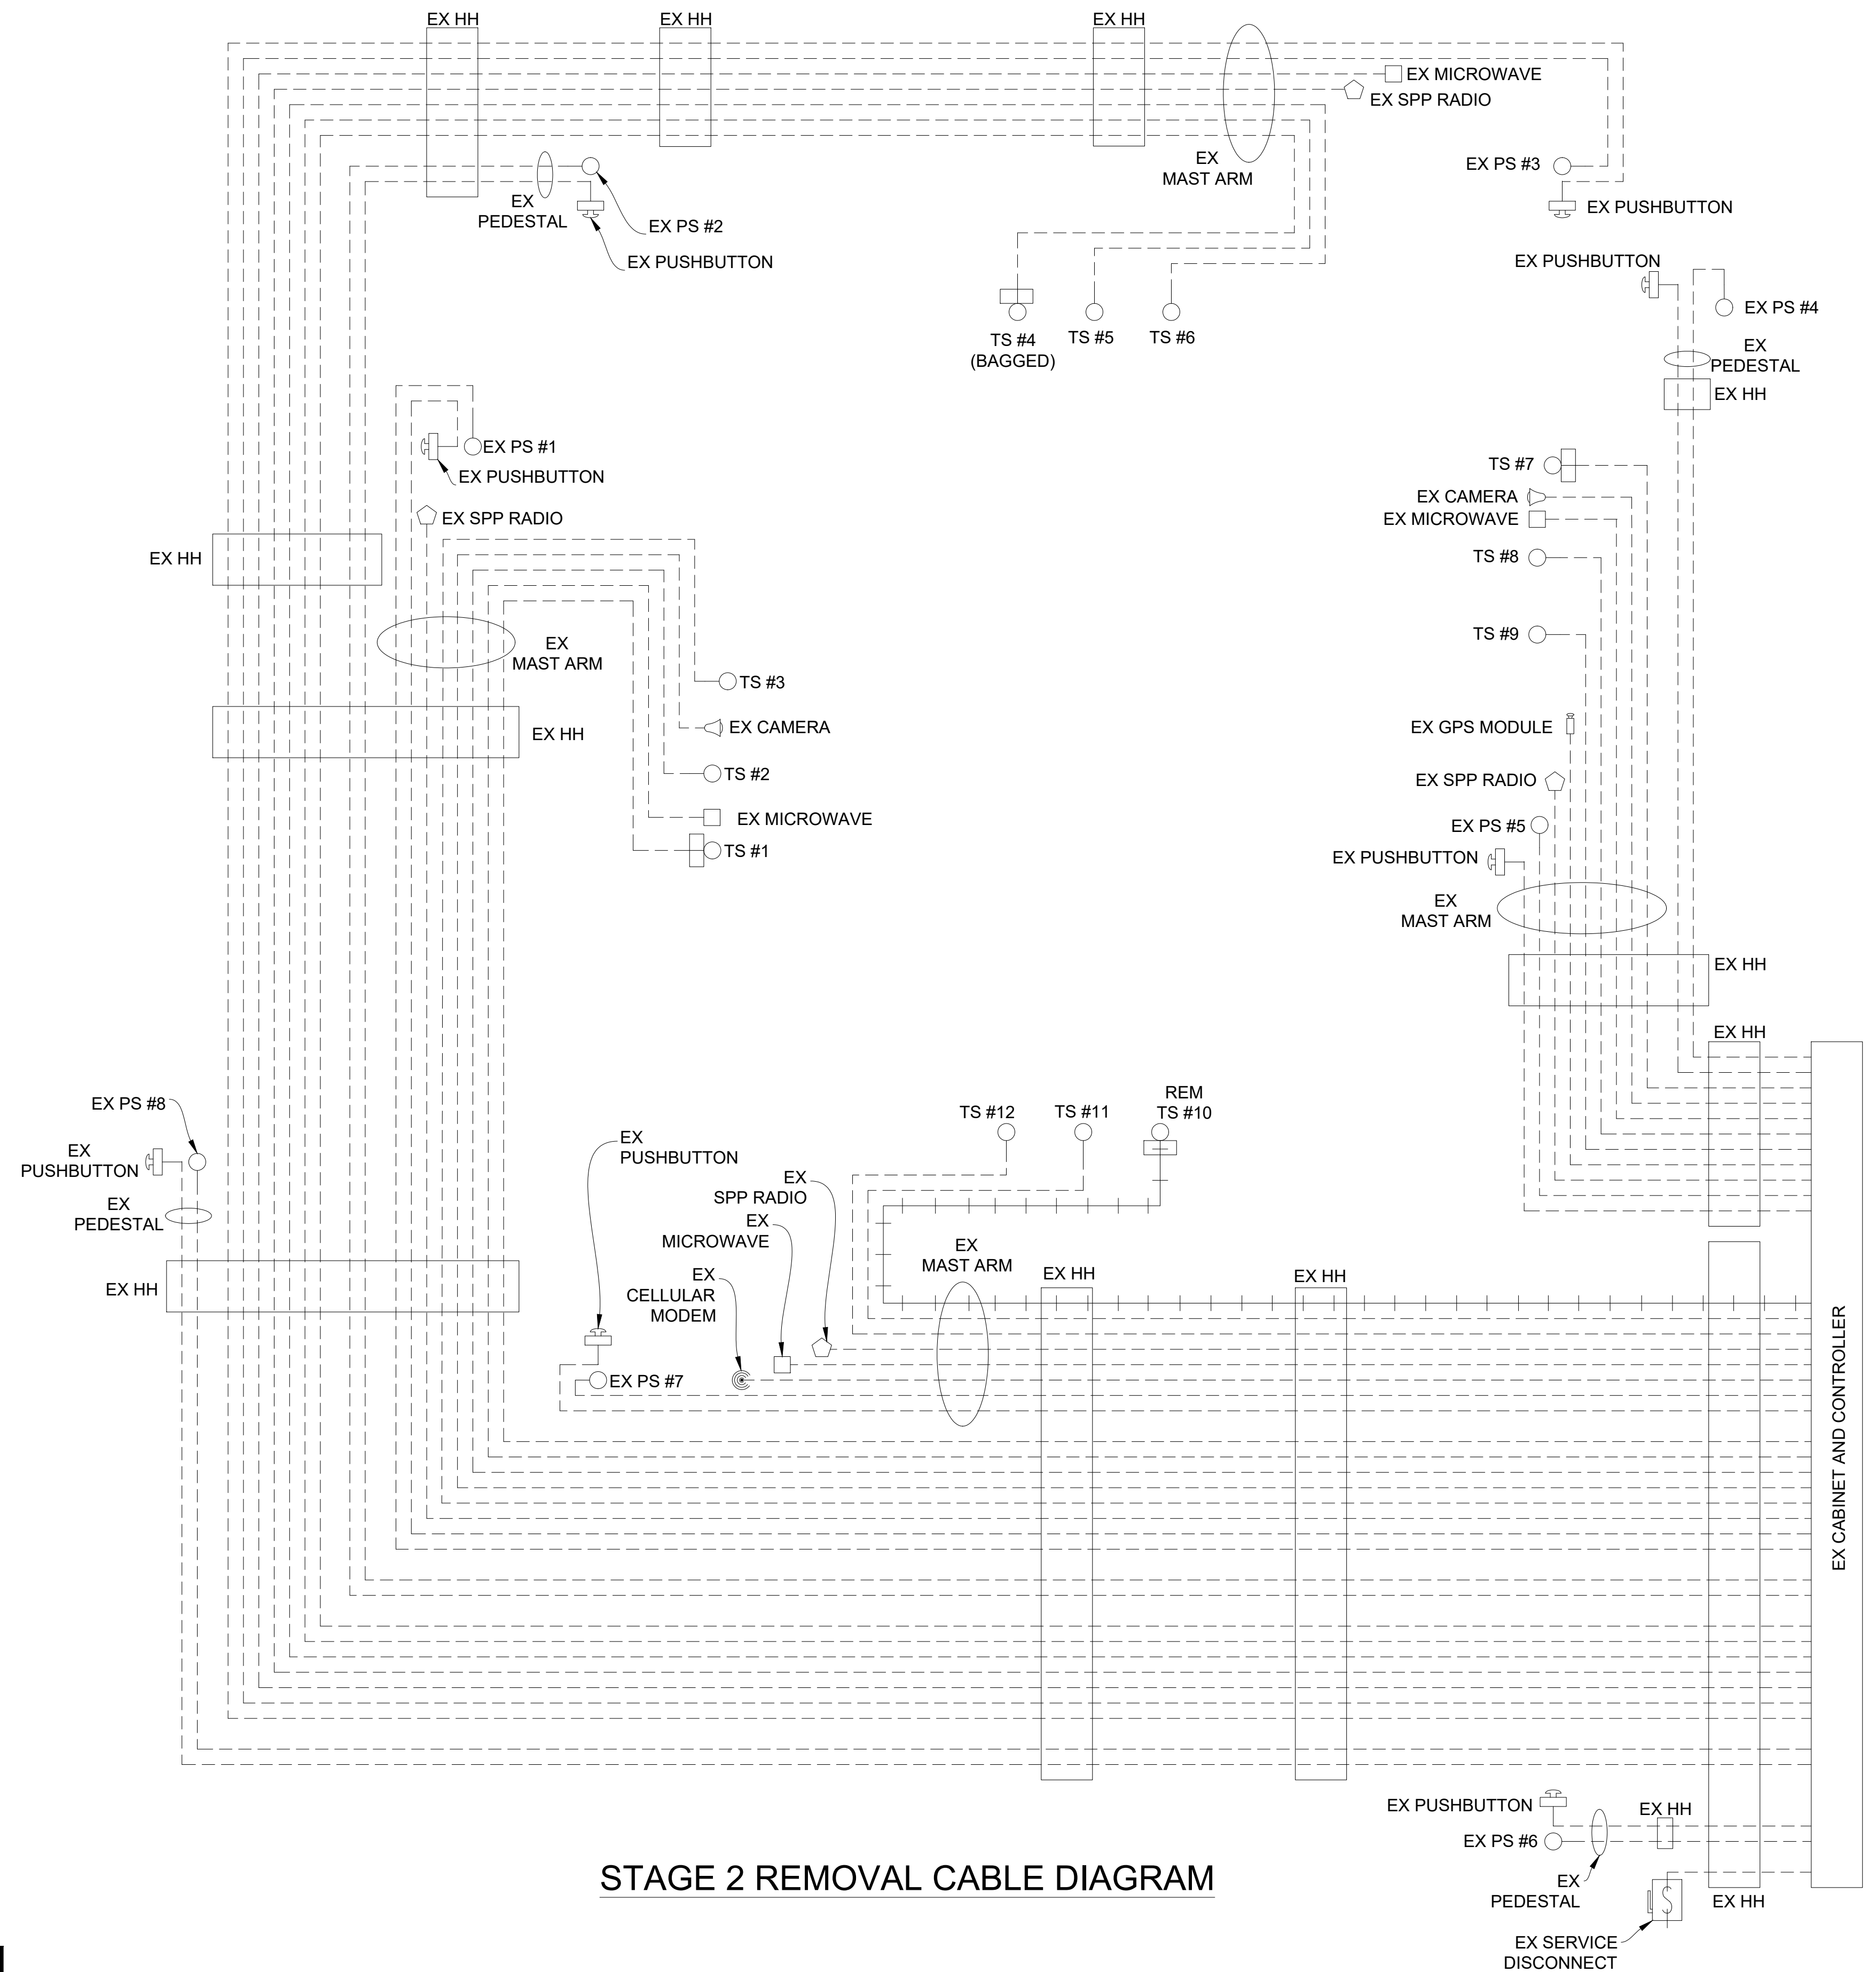 EX HH
EX HH
EX HH
EX MICROWAVE
EX SPP RADIO
EX
MAST ARM
EX PS #3
EX PUSHBUTTON
EX
PEDESTAL
EX PS #2
EX PUSHBUTTON
EX PUSHBUTTON
EX PS #4
TS #4
(BAGGED)
TS #5
TS #6
EX
PEDESTAL
EX HH
EX PS #1
EX PUSHBUTTON
EX SPP RADIO
EX HH
EX
MAST ARM
TS #3
EX CAMERA
EX HH
TS #2
EX MICROWAVE
TS #1
TS #7
EX CAMERA
EX MICROWAVE
TS #8
TS #9
EX GPS MODULE
EX SPP RADIO
EX PS #5
EX PUSHBUTTON
EX
MAST ARM
EX HH
EX HH
EX PS #8
EX
PUSHBUTTON
EX
PEDESTAL
EX HH
TS #12
TS #11
REM
TS #10
EX
PUSHBUTTON
EX
SPP RADIO
EX
MICROWAVE
EX
CELLULAR
MODEM
EX
MAST ARM
EX HH
EX HH
EX PS #7
EX CABINET AND CONTROLLER
EX PUSHBUTTON
EX HH
EX PS #6
EX
PEDESTAL
EX HH
S
EX SERVICE
DISCONNECT
STAGE 2 REMOVAL CABLE DIAGRAM